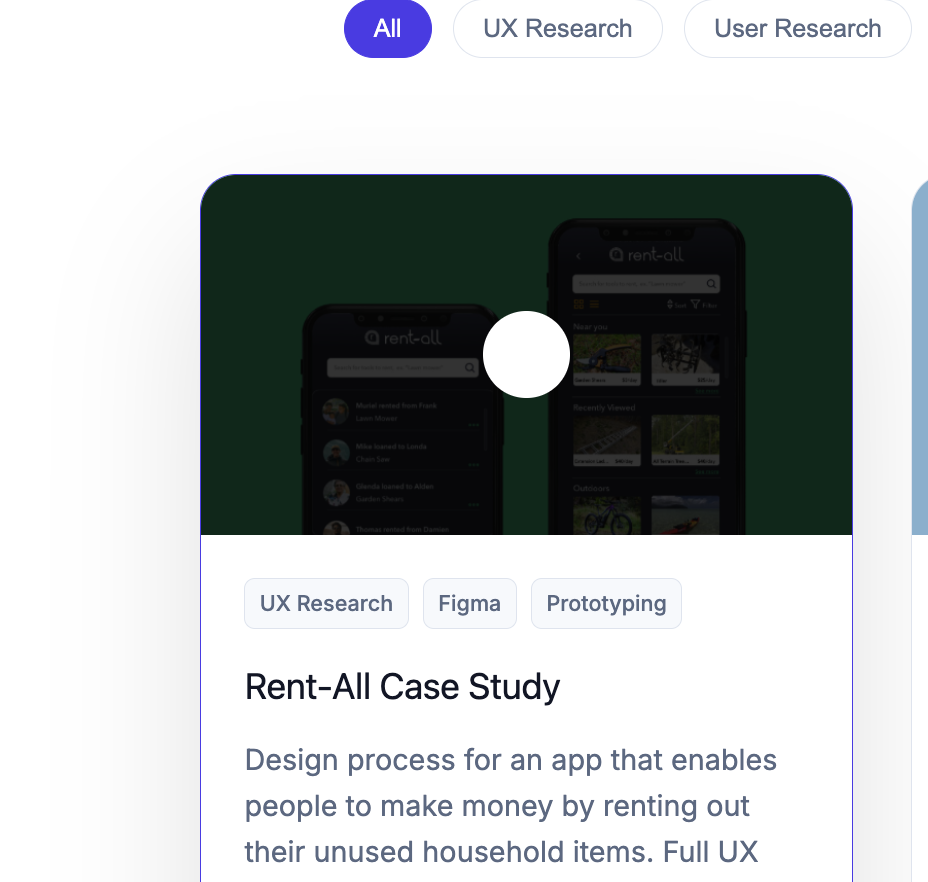 All
UX Research
User Research
rent-all
Near you
rent-all
Muriel rented from Frank
Lawn Mower
Recently Viewed
Mike loaned to Londa
Chain Saw
Glenda loaned to Alden
Garden Shears
Outdoors
Thomas rented from Damien
UX Research
Figma
Prototyping
Rent-All Case Study
Design process for an app that enables
people to make money by renting out
their unused household items. Full UX